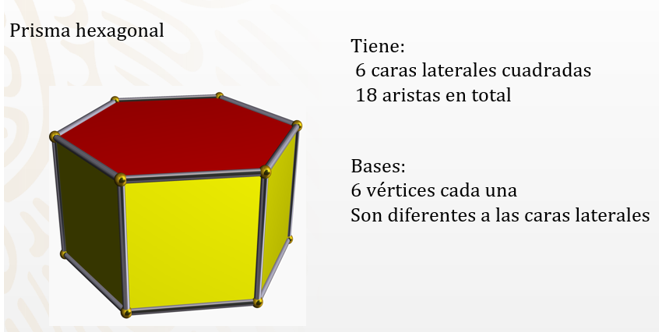 Prisma hexagonal
Tiene:
6 caras laterales cuadradas
18 aristas en total
Bases:
6 vértices cada una
Son diferentes a las caras laterales